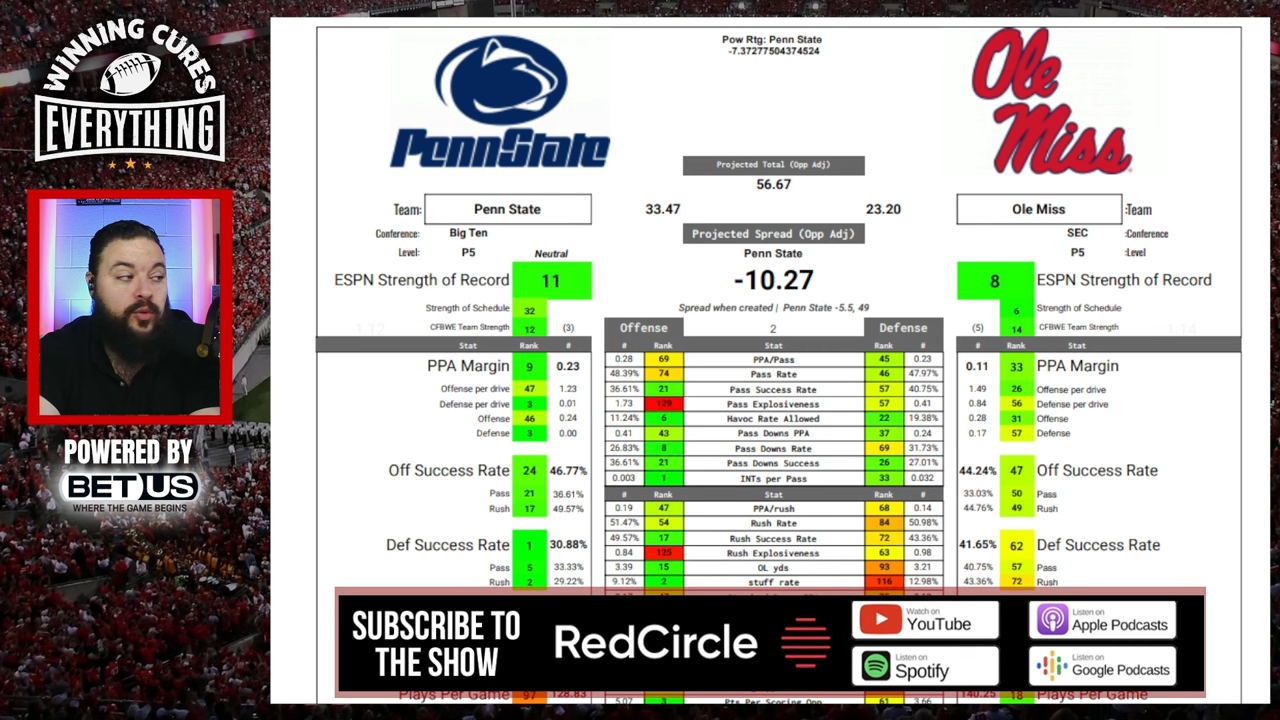 WINNING CURES
EVERYTHING
POWERED BY
BETUS
WHERE THE GAME BEGINS
PennState
Pow Rtg: Penn State
-7.37277504374524
Ole
Miss
Projected Total (Opp Adj)
56.67
Team: Penn State 33.47 23.20 Ole Miss :Team
Conference: Big Ten Projected Spread (Opp Adj) SEC :Conference
Level: P5 Neutral Penn State P5 :Level
ESPN Strength of Record 11 -10.27 8 ESPN Strength of Record
Strength of Schedule 32 Spread when created | Penn State -5.5, 49 6 Strength of Schedule
CFBWE Team Strength 12 (3) Offense 2 Defense (5) 14 CFBWE Team Strength
Stat Rank # # Rank Stat Rank # # Rank Stat
0.28 69 PPA/Pass 45 0.23
PPA Margin 9 0.23 48.39% 74 Pass Rate 46 47.97% 0.11 33 PPA Margin
Offense per drive 47 1.23 36.61% 21 Pass Success Rate 57 40.75% 1.49 26 Offense per drive
Defense per drive 3 0.01 1.73 129 Pass Explosiveness 57 0.41 0.84 56 Defense per drive
Offense 46 0.24 11.24% 6 Havoc Rate Allowed 22 19.38% 0.28 31 Offense
Defense 3 0.00 0.41 43 Pass Downs PPA 37 0.24 0.17 57 Defense
26.83% 8 Pass Downs Rate 69 31.73%
Off Success Rate 24 46.77% 36.61% 21 Pass Downs Success 26 27.01% 44.24% 47 Off Success Rate
0.003 1 INTs per Pass 33 0.032
Pass 21 36.61% # Rank Stat Rank # 33.03% 50 Pass
Rush 17 49.57% 0.19 47 PPA/rush 68 0.14 44.76% 49 Rush
51.47% 54 Rush Rate 84 50.98%
49.57% 17 Rush Success Rate 72 43.36%
Def Success Rate 1 30.88% 0.84 125 Rush Explosiveness 63 0.98 41.65% 62 Def Success Rate
Pass 5 33.33% 3.39 15 OL yds 93 3.21 40.75% 57 Pass
Rush 2 29.22% 9.12% 2 stuff rate 116 12.98% 43.36% 72 Rush
SUBSCRIBE TO
THE SHOW
RedCircle
Watch on
YouTube
Listen on
Apple Podcasts
Listen on
Spotify
Listen on
Google Podcasts
Plays Per Game 97 128.83 140.25 18 Plays Per Game
5.07 3 Pts Per Scoring Opp 61 3.66